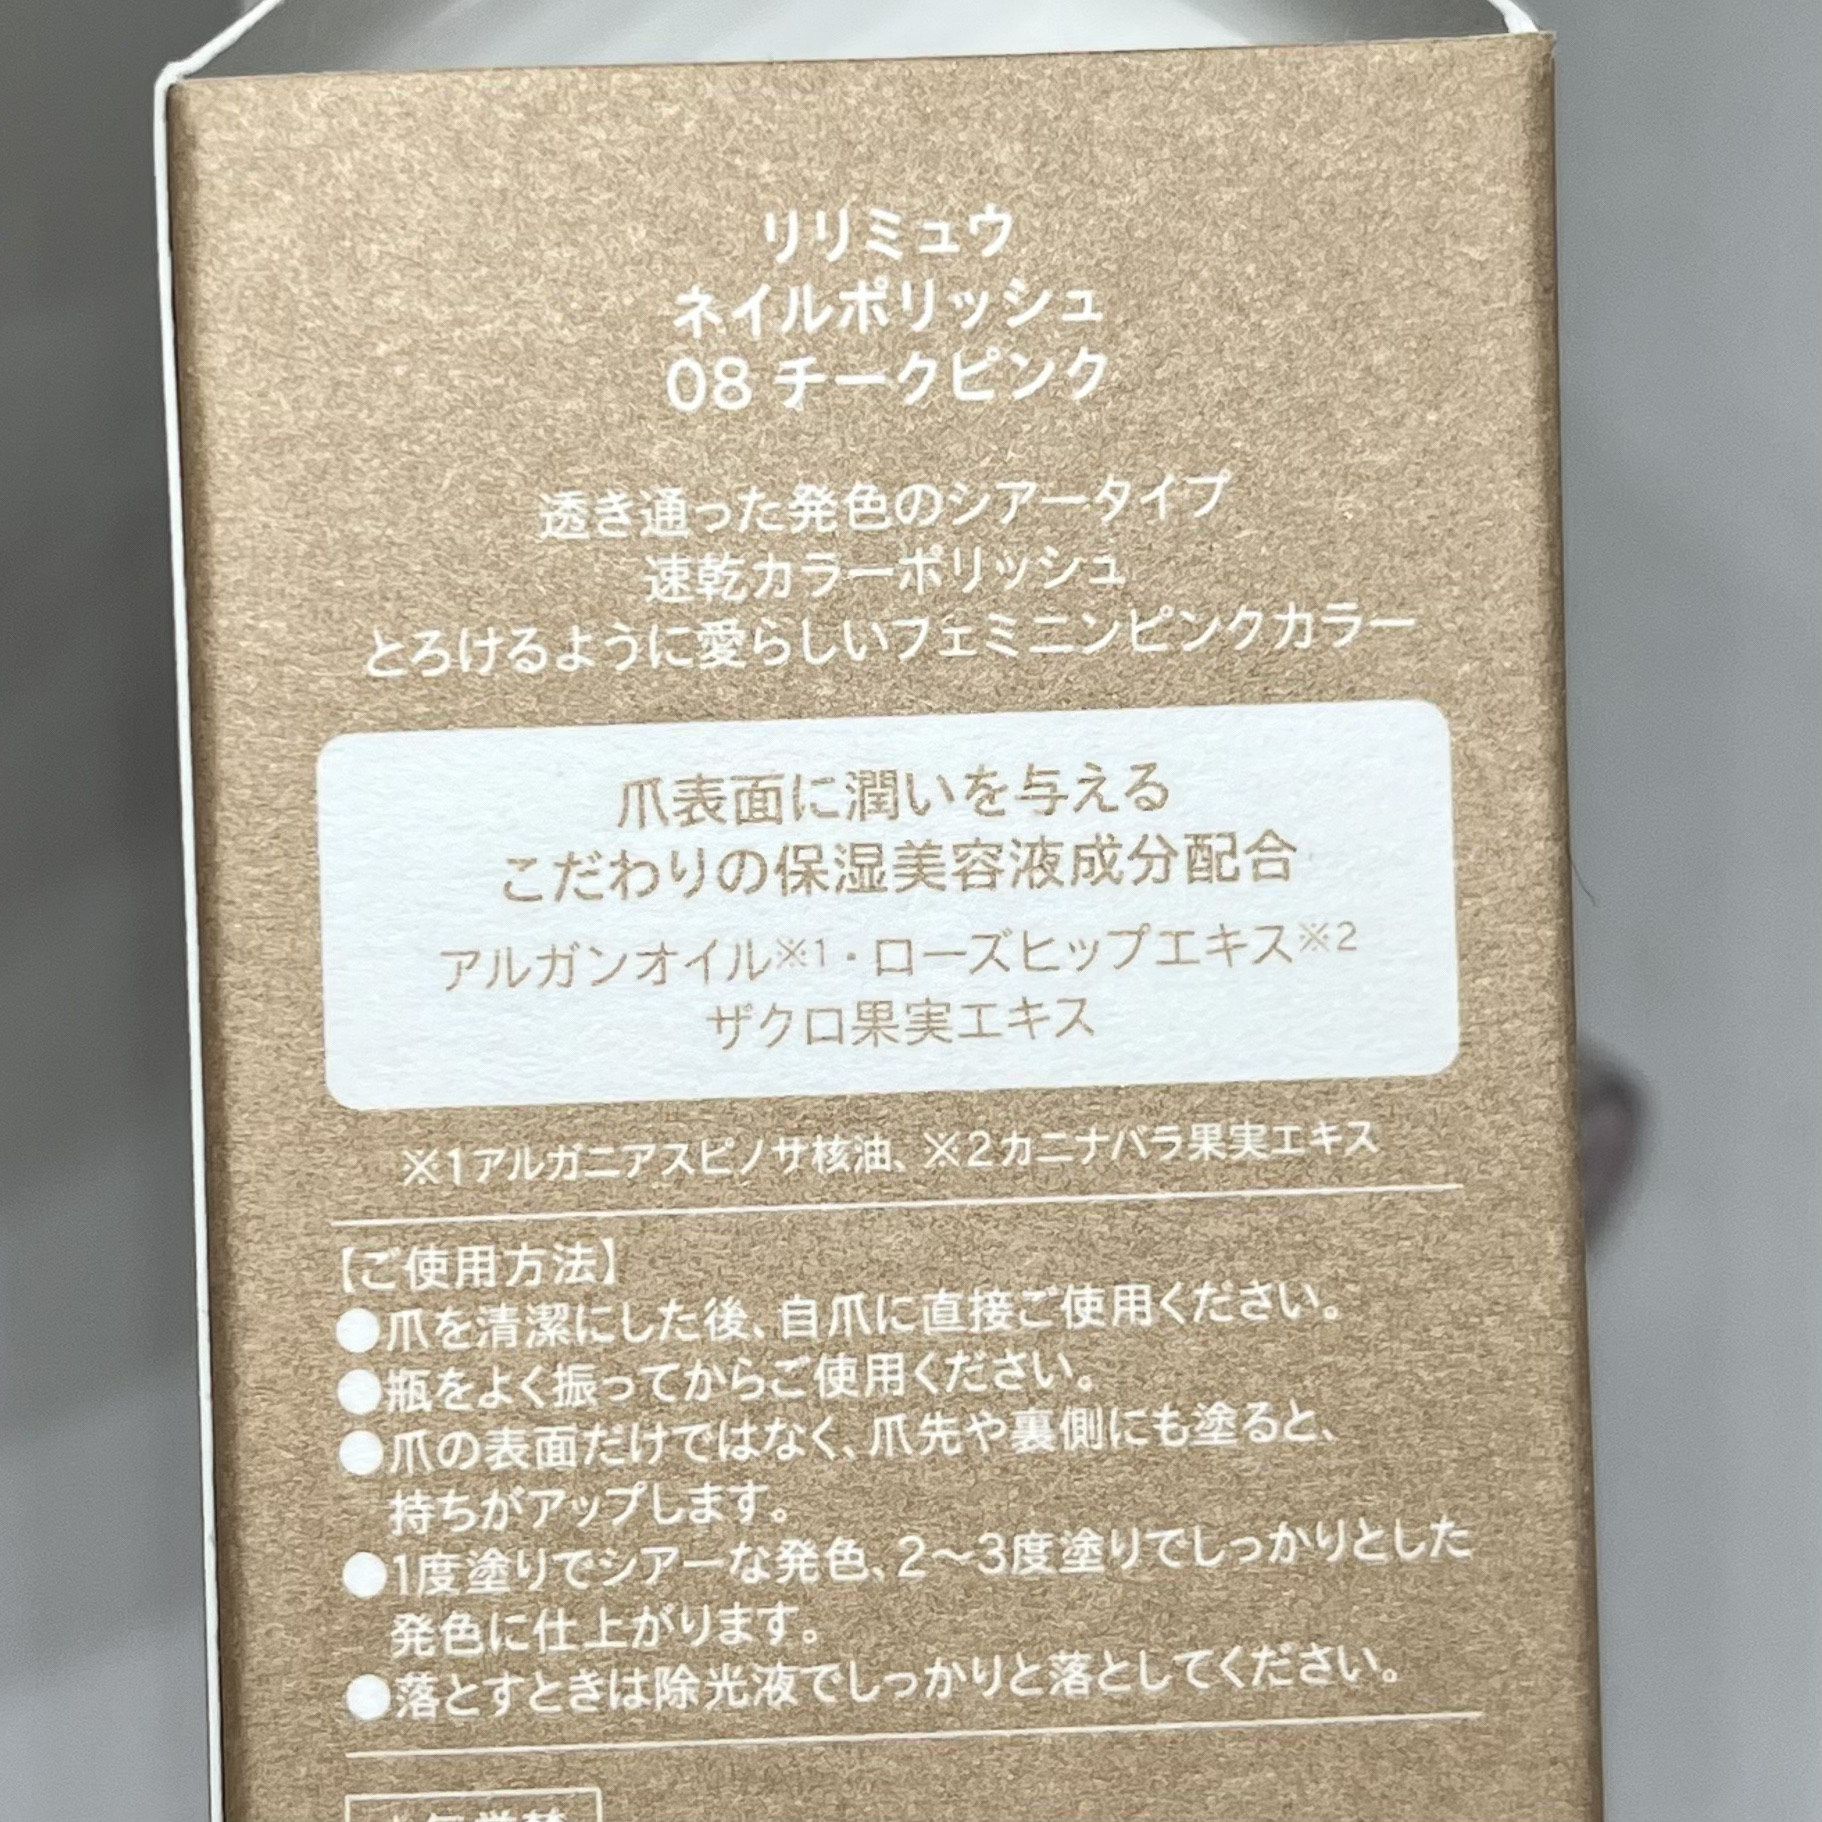 リリミュウ
ネイルポリッシュ
08 チークピンク
透き通った発色のシアータイプ
速乾カラーポリッシュ
とろけるように愛らしいフェミニンピンクカラー
爪表面に潤いを与える
こだわりの保湿美容液成分配合
アルガンオイル※1・ローズヒップエキス※2
ザクロ果実エキス
※1アルガニアスピノサ核油、※2カニナバラ果実エキス
【ご使用方法】
●爪を清潔にした後、自爪に直接ご使用ください。
●瓶をよく振ってからご使用ください。
●爪の表面だけではなく、爪先や裏側にも塗ると、
持ちがアップします。
●1度塗りでシアーな発色、2〜3度塗りでしっかりとした
発色に仕上がります。
●落とすときは除光液でしっかりと落としてください。